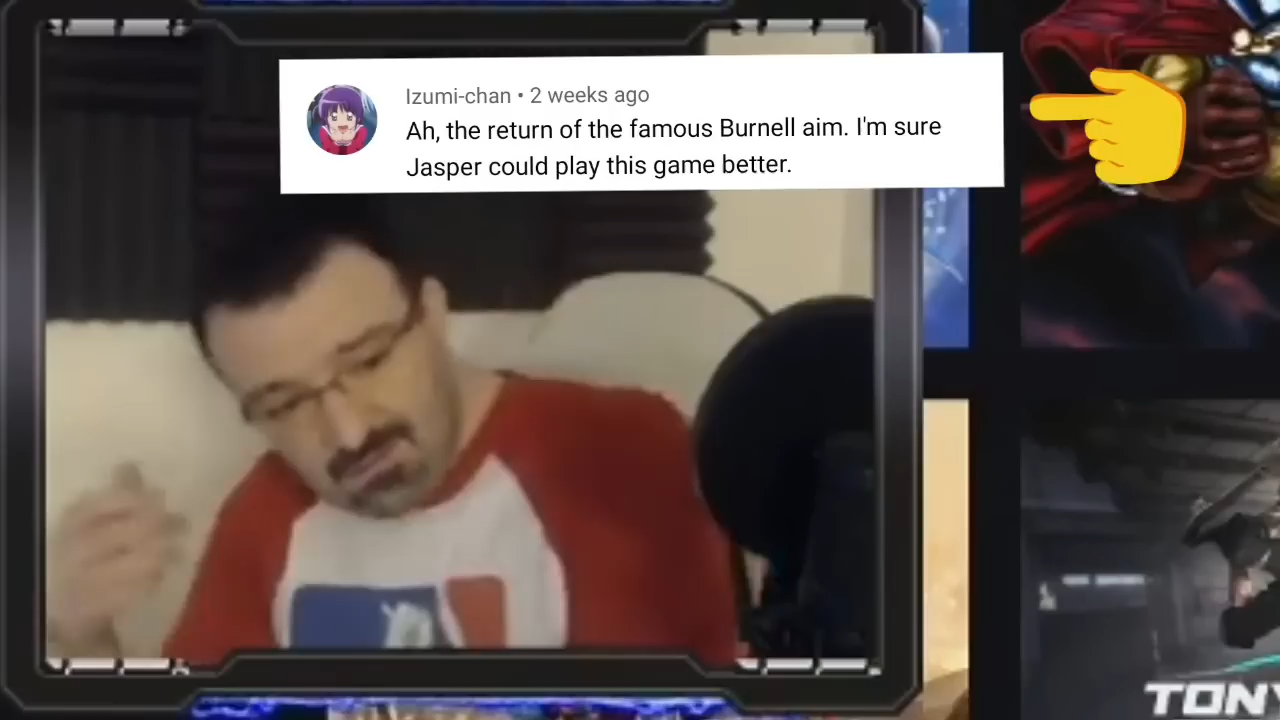 Izumi-chan • 2 weeks ago
Ah, the return of the famous Burnell aim. I'm sure
Jasper could play this game better.
TONY